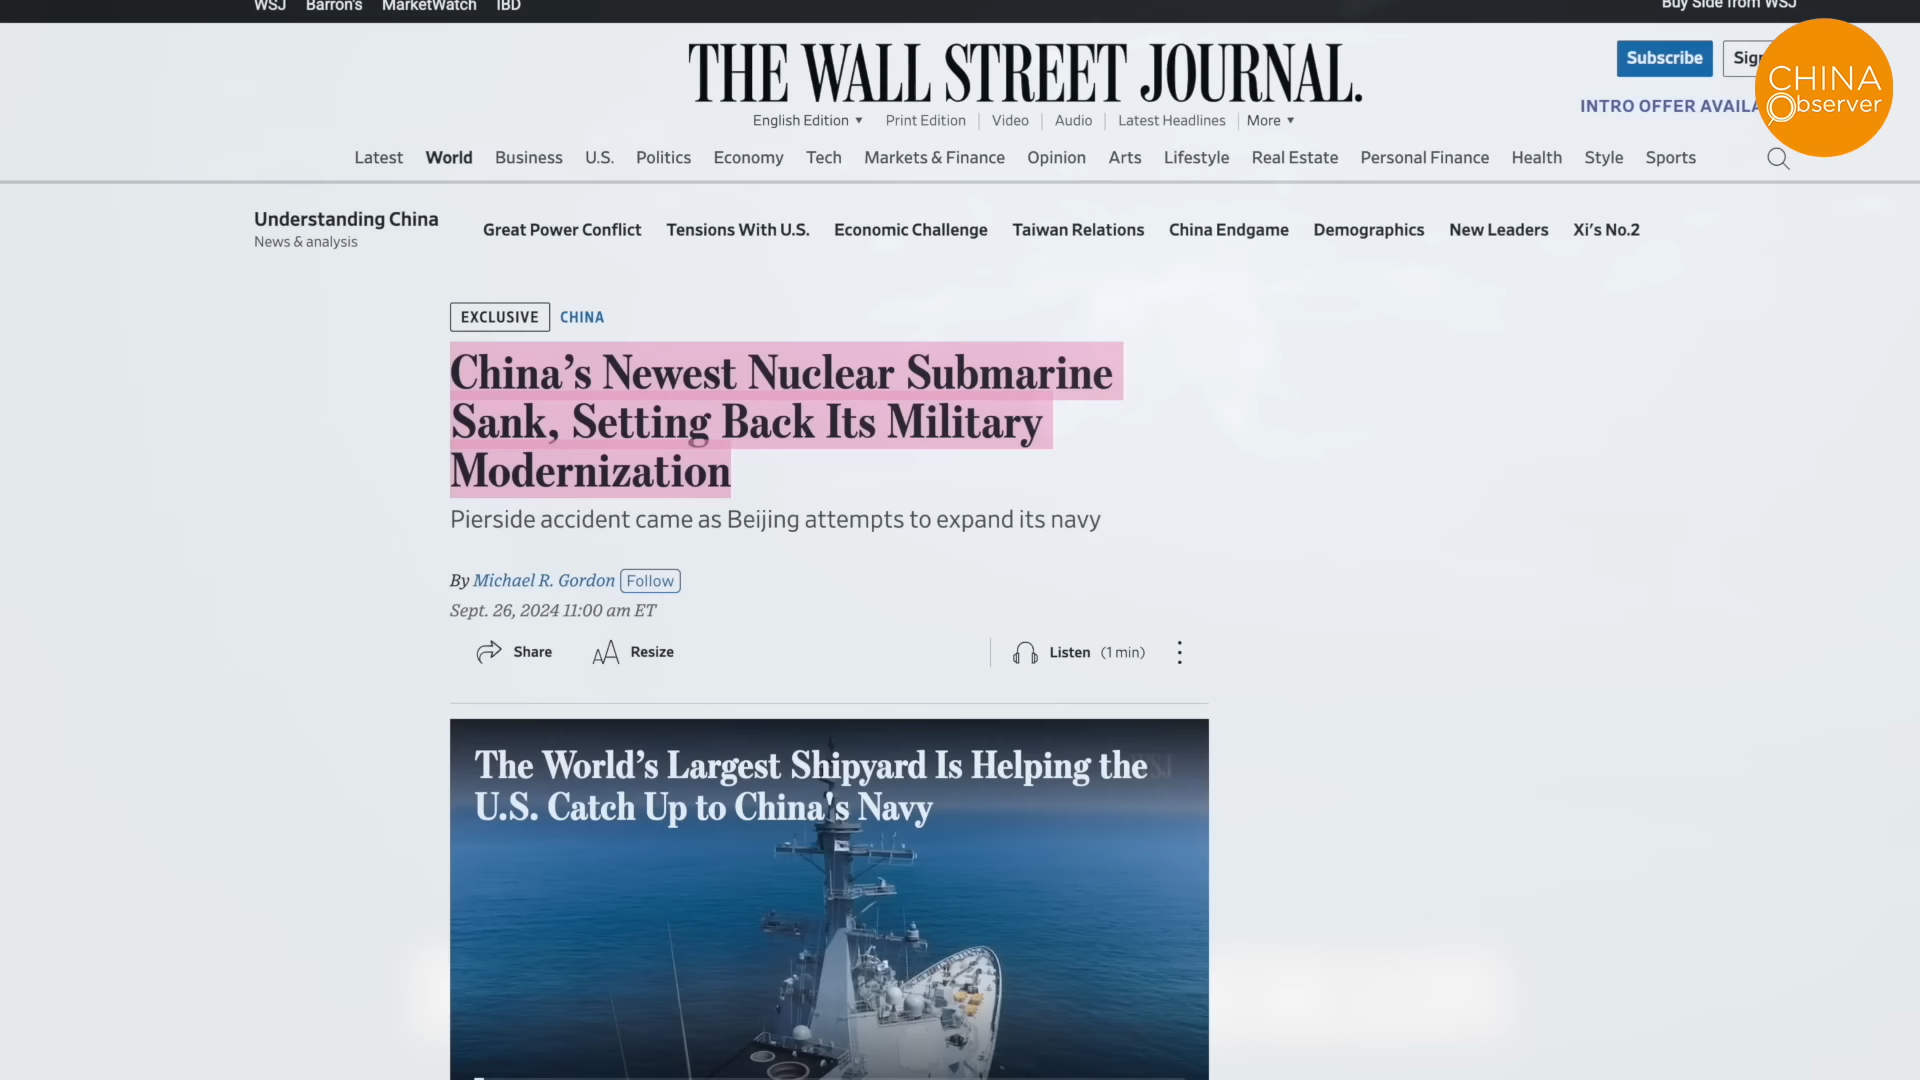 WSJ Barron's MarketWatch IBD Buy Side from WSJ
THE WALL STREET JOURNAL.
Subscribe
CHINA
Observer
English Edition Print Edition Video Audio Latest Headlines More
INTRO OFFER
Latest World Business U.S. Politics Economy Tech Markets & Finance Opinion Arts Lifestyle Real Estate Personal Finance Health Style Sports
Understanding China
News & analysis
Great Power Conflict Tensions With U.S. Economic Challenge Taiwan Relations China Endgame Demographics New Leaders Xi's No.2
EXCLUSIVE CHINA
China's Newest Nuclear Submarine
Sank, Setting Back Its Military
Modernization
Pierside accident came as Beijing attempts to expand its navy
By Michael R. Gordon Follow
Sept. 26, 2024 11:00 am ET
Share Resize Listen (1 min)
The World's Largest Shipyard Is Helping the
U.S. Catch Up to China's Navy